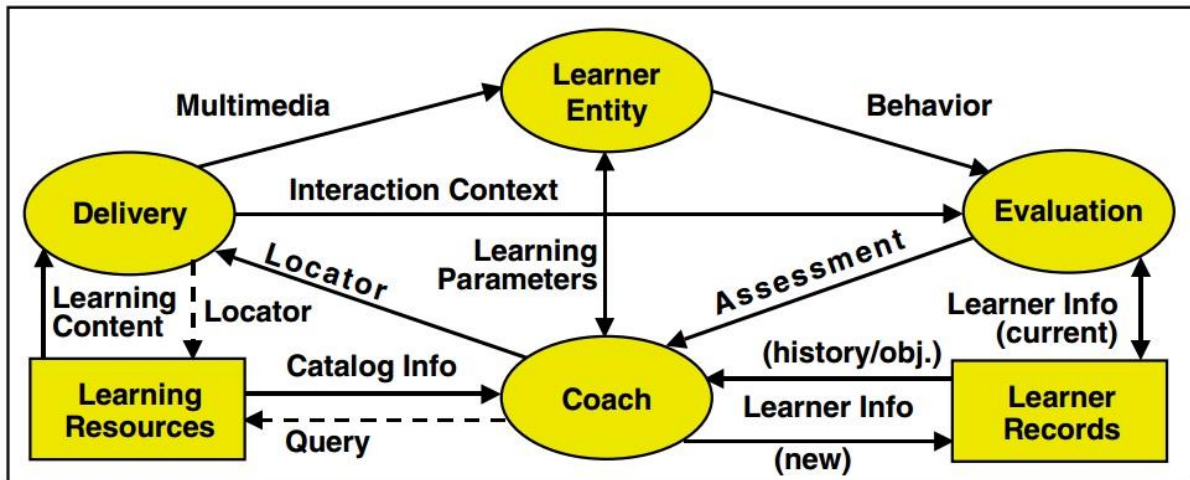 Learner
Entity
Multimedia
Behavior
Delivery
Interaction Context
Evaluation
Learning
Parameters
Locator
Assessment
Learning
Content
Locator
Learner Info
(current)
Catalog Info
(history/obj.)
Learning
Resources
Coach
Learner Info
Learner
Records
Query
(new)